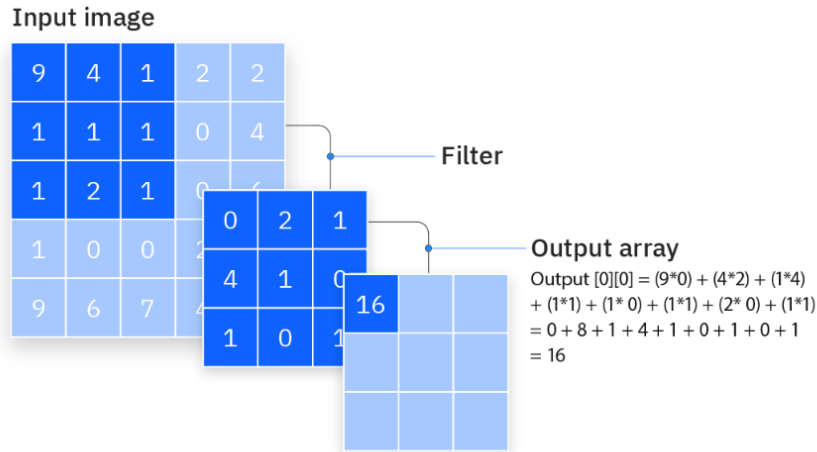 Input image
9 4 1 2 2
1 1 1 0 4
Filter
1 2 1 0
0 2 1
1 0 0
Output array
Output [0][0] = (9*0) + (4*2) + (1*4)
4 1 0
+ (1*1) + (1* 0) + (1*1) + (2* 0) + (1*1)
9 6 7
16
= 0 + 8 + 1 + 4 + 1 + 0 + 1 + 0 + 1
1 0 1
= 16